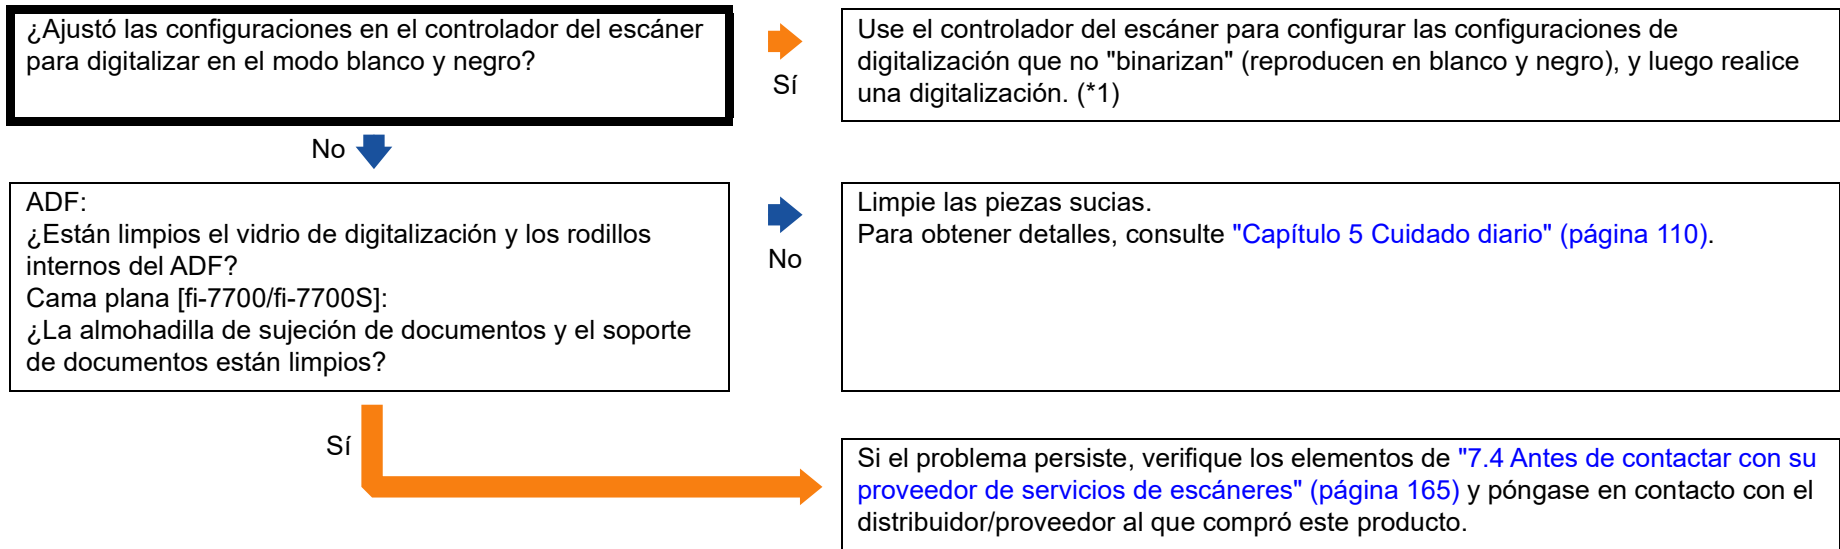 ¿Ajustó las configuraciones en el controlador del escáner
para digitalizar en el modo blanco y negro?
Sí
Use el controlador del escáner para configurar las configuraciones de
digitalización que no "binarizan" (reproducen en blanco y negro), y luego realice
una digitalización. (*1)
No
ADF:
¿Están limpios el vidrio de digitalización y los rodillos
internos del ADF?
Cama plana [fi-7700/fi-7700S]:
¿La almohadilla de sujeción de documentos y el soporte
de documentos están limpios?
No
Limpie las piezas sucias.
Para obtener detalles, consulte "Capítulo 5 Cuidado diario" (página 110).
Sí
Si el problema persiste, verifique los elementos de "7.4 Antes de contactar con su
proveedor de servicios de escáneres" (página 165) y póngase en contacto con el
distribuidor/proveedor al que compró este producto.